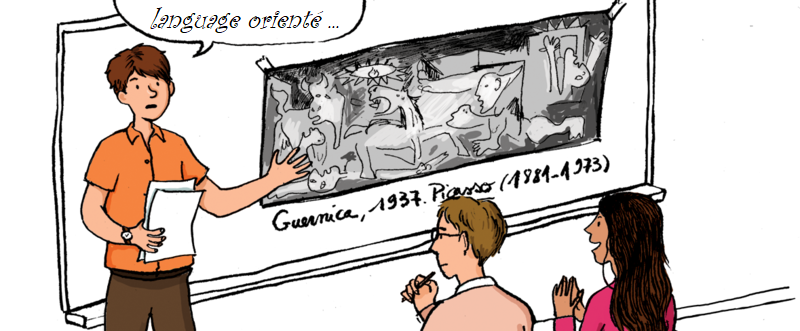 language orienté ...
Guernica, 1937. Picasso (1881-1973)